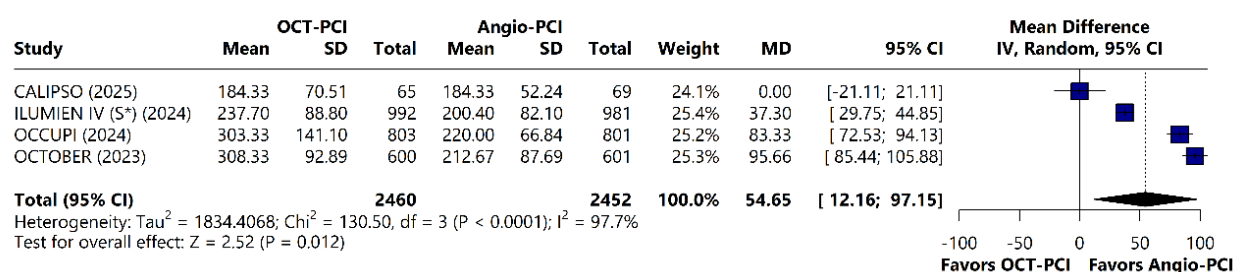 OCT-PCI Angio-PCI Mean Difference
Study Mean SD Total Mean SD Total Weight MD 95% CI IV, Random, 95% CI
CALIPSO (2025) 184.33 70.51 65 184.33 52.24 69 24.1% 0.00 [-21.11; 21.11]
ILUMIEN IV (S*) (2024) 237.70 88.80 992 200.40 82.10 981 25.4% 37.30 [ 29.75; 44.85]
OCCUPI (2024) 303.33 141.10 803 220.00 66.84 801 25.2% 83.33 [ 72.53; 94.13]
OCTOBER (2023) 308.33 92.89 600 212.67 87.69 601 25.3% 95.66 [ 85.44; 105.88]
Total (95% CI) 2460 2452 100.0% 54.65 [ 12.16; 97.15]
Heterogeneity: Tau² = 1834.4068; Chi² = 130.50, df = 3 (P < 0.0001); I² = 97.7%
Test for overall effect: Z = 2.52 (P = 0.012)
-100 -50 0 50 100
Favors OCT-PCI Favors Angio-PCI